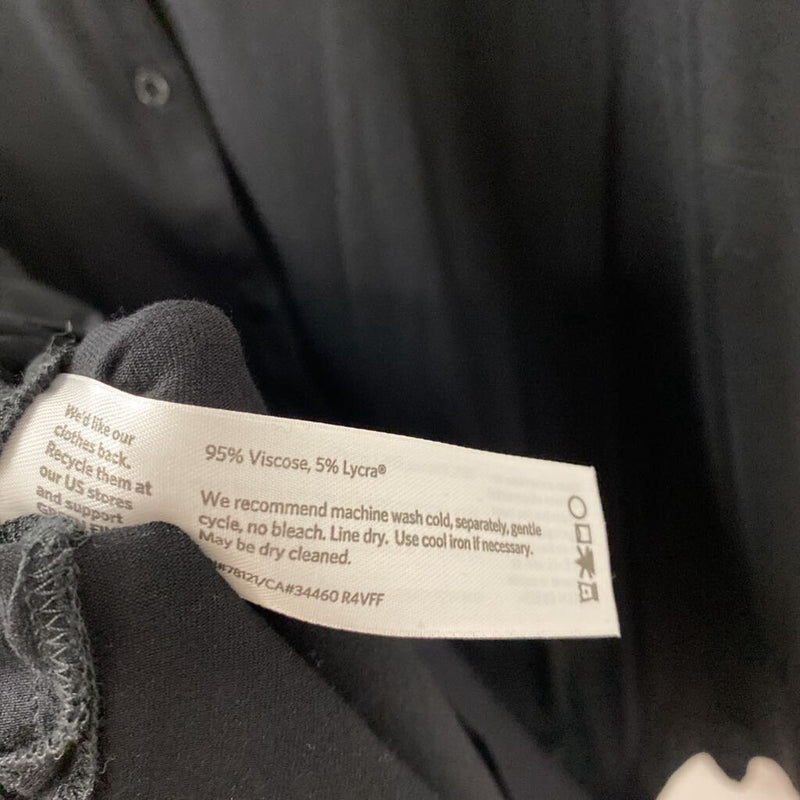 We'd like our
clothes back.
Recycle them at
our US stores
and support
95% Viscose, 5% Lycra®
We recommend machine wash cold, separately, gentle
cycle, no bleach. Line dry. Use cool iron if necessary.
May be dry cleaned.
#78121/CA#34460 R4VFF